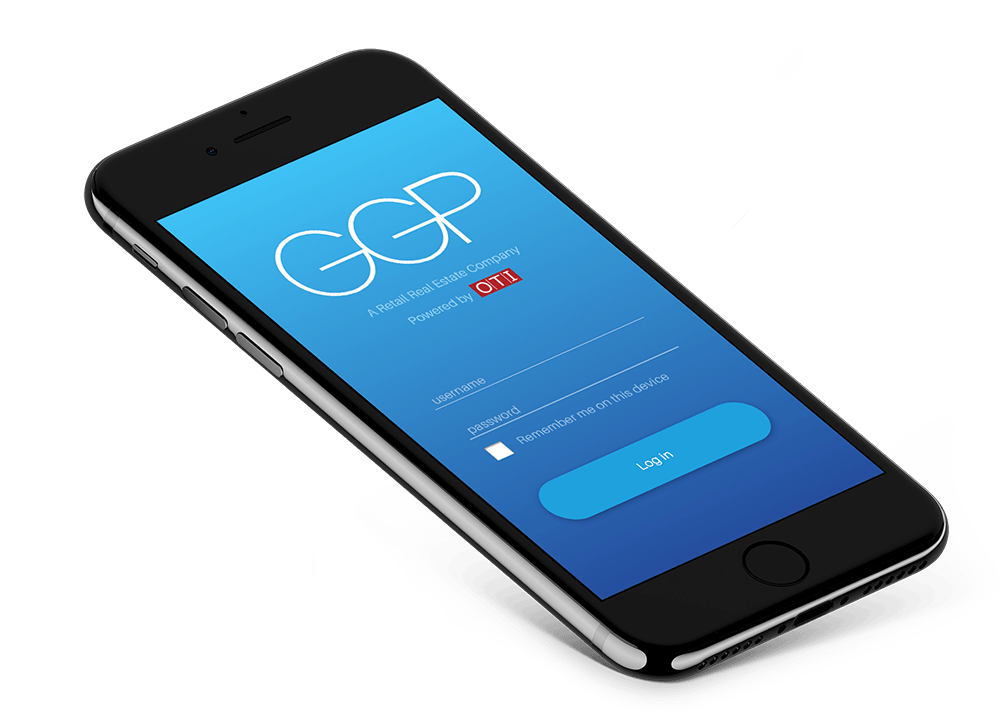 GGP
A Retail Real Estate Company
Powered by OTI
username
password
Remember me on this device
Log in